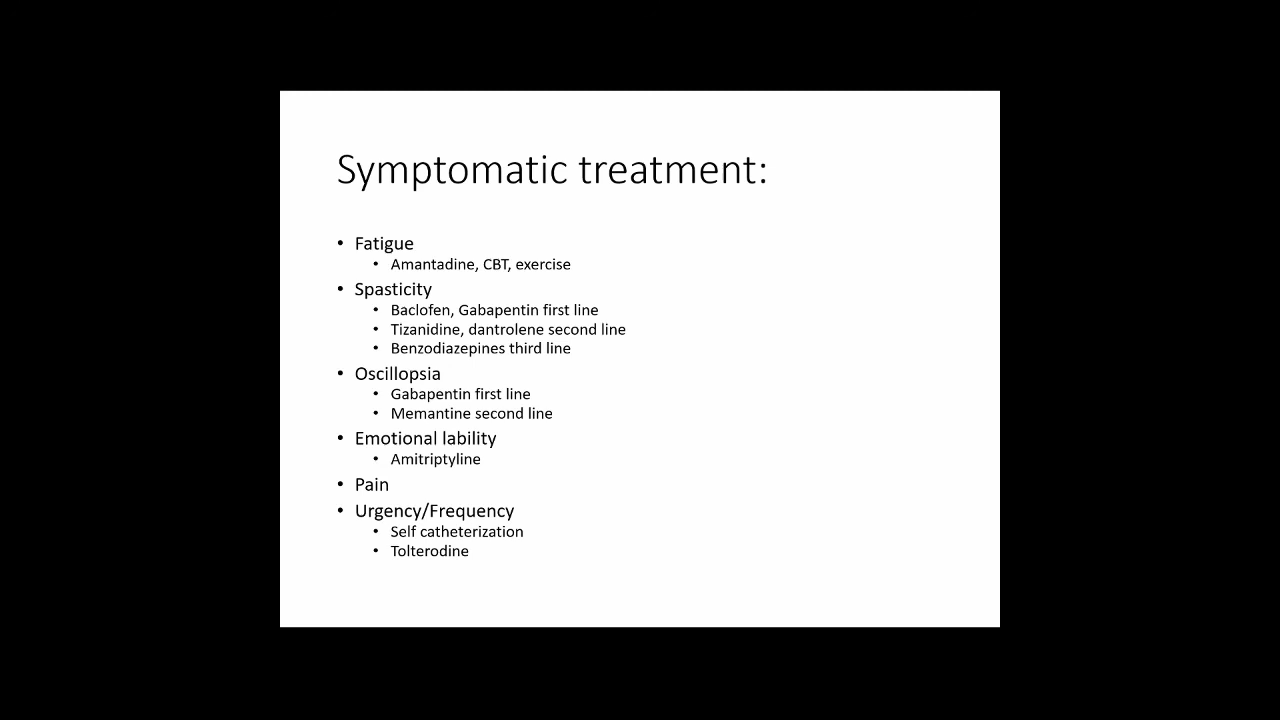 Symptomatic treatment:
• Fatigue
• Amantadine, CBT, exercise
• Spasticity
• Baclofen, Gabapentin first line
• Tizanidine, dantrolene second line
• Benzodiazepines third line
• Oscillopsia
• Gabapentin first line
• Memantine second line
• Emotional lability
• Amitriptyline
• Pain
• Urgency/Frequency
• Self catheterization
• Tolterodine